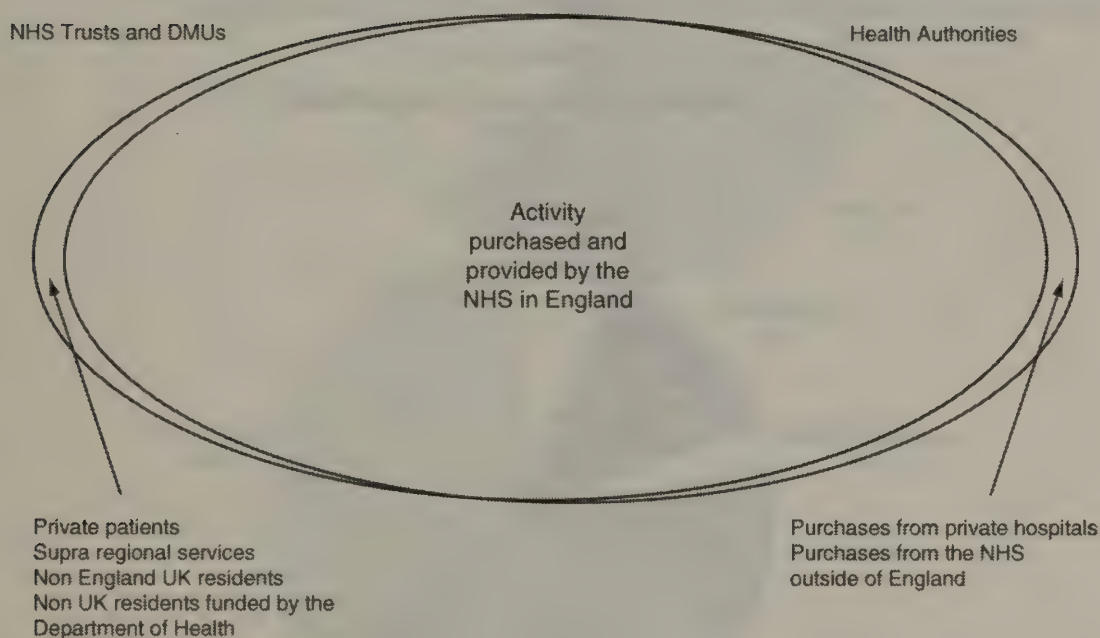 NHS Trusts and DMUs
Health Authorities
Activity
purchased and
provided by the
NHS in England
Private patients
Supra regional services
Non England UK residents
Non UK residents funded by the
Department of Health
Purchases from private hospitals
Purchases from the NHS
outside of England